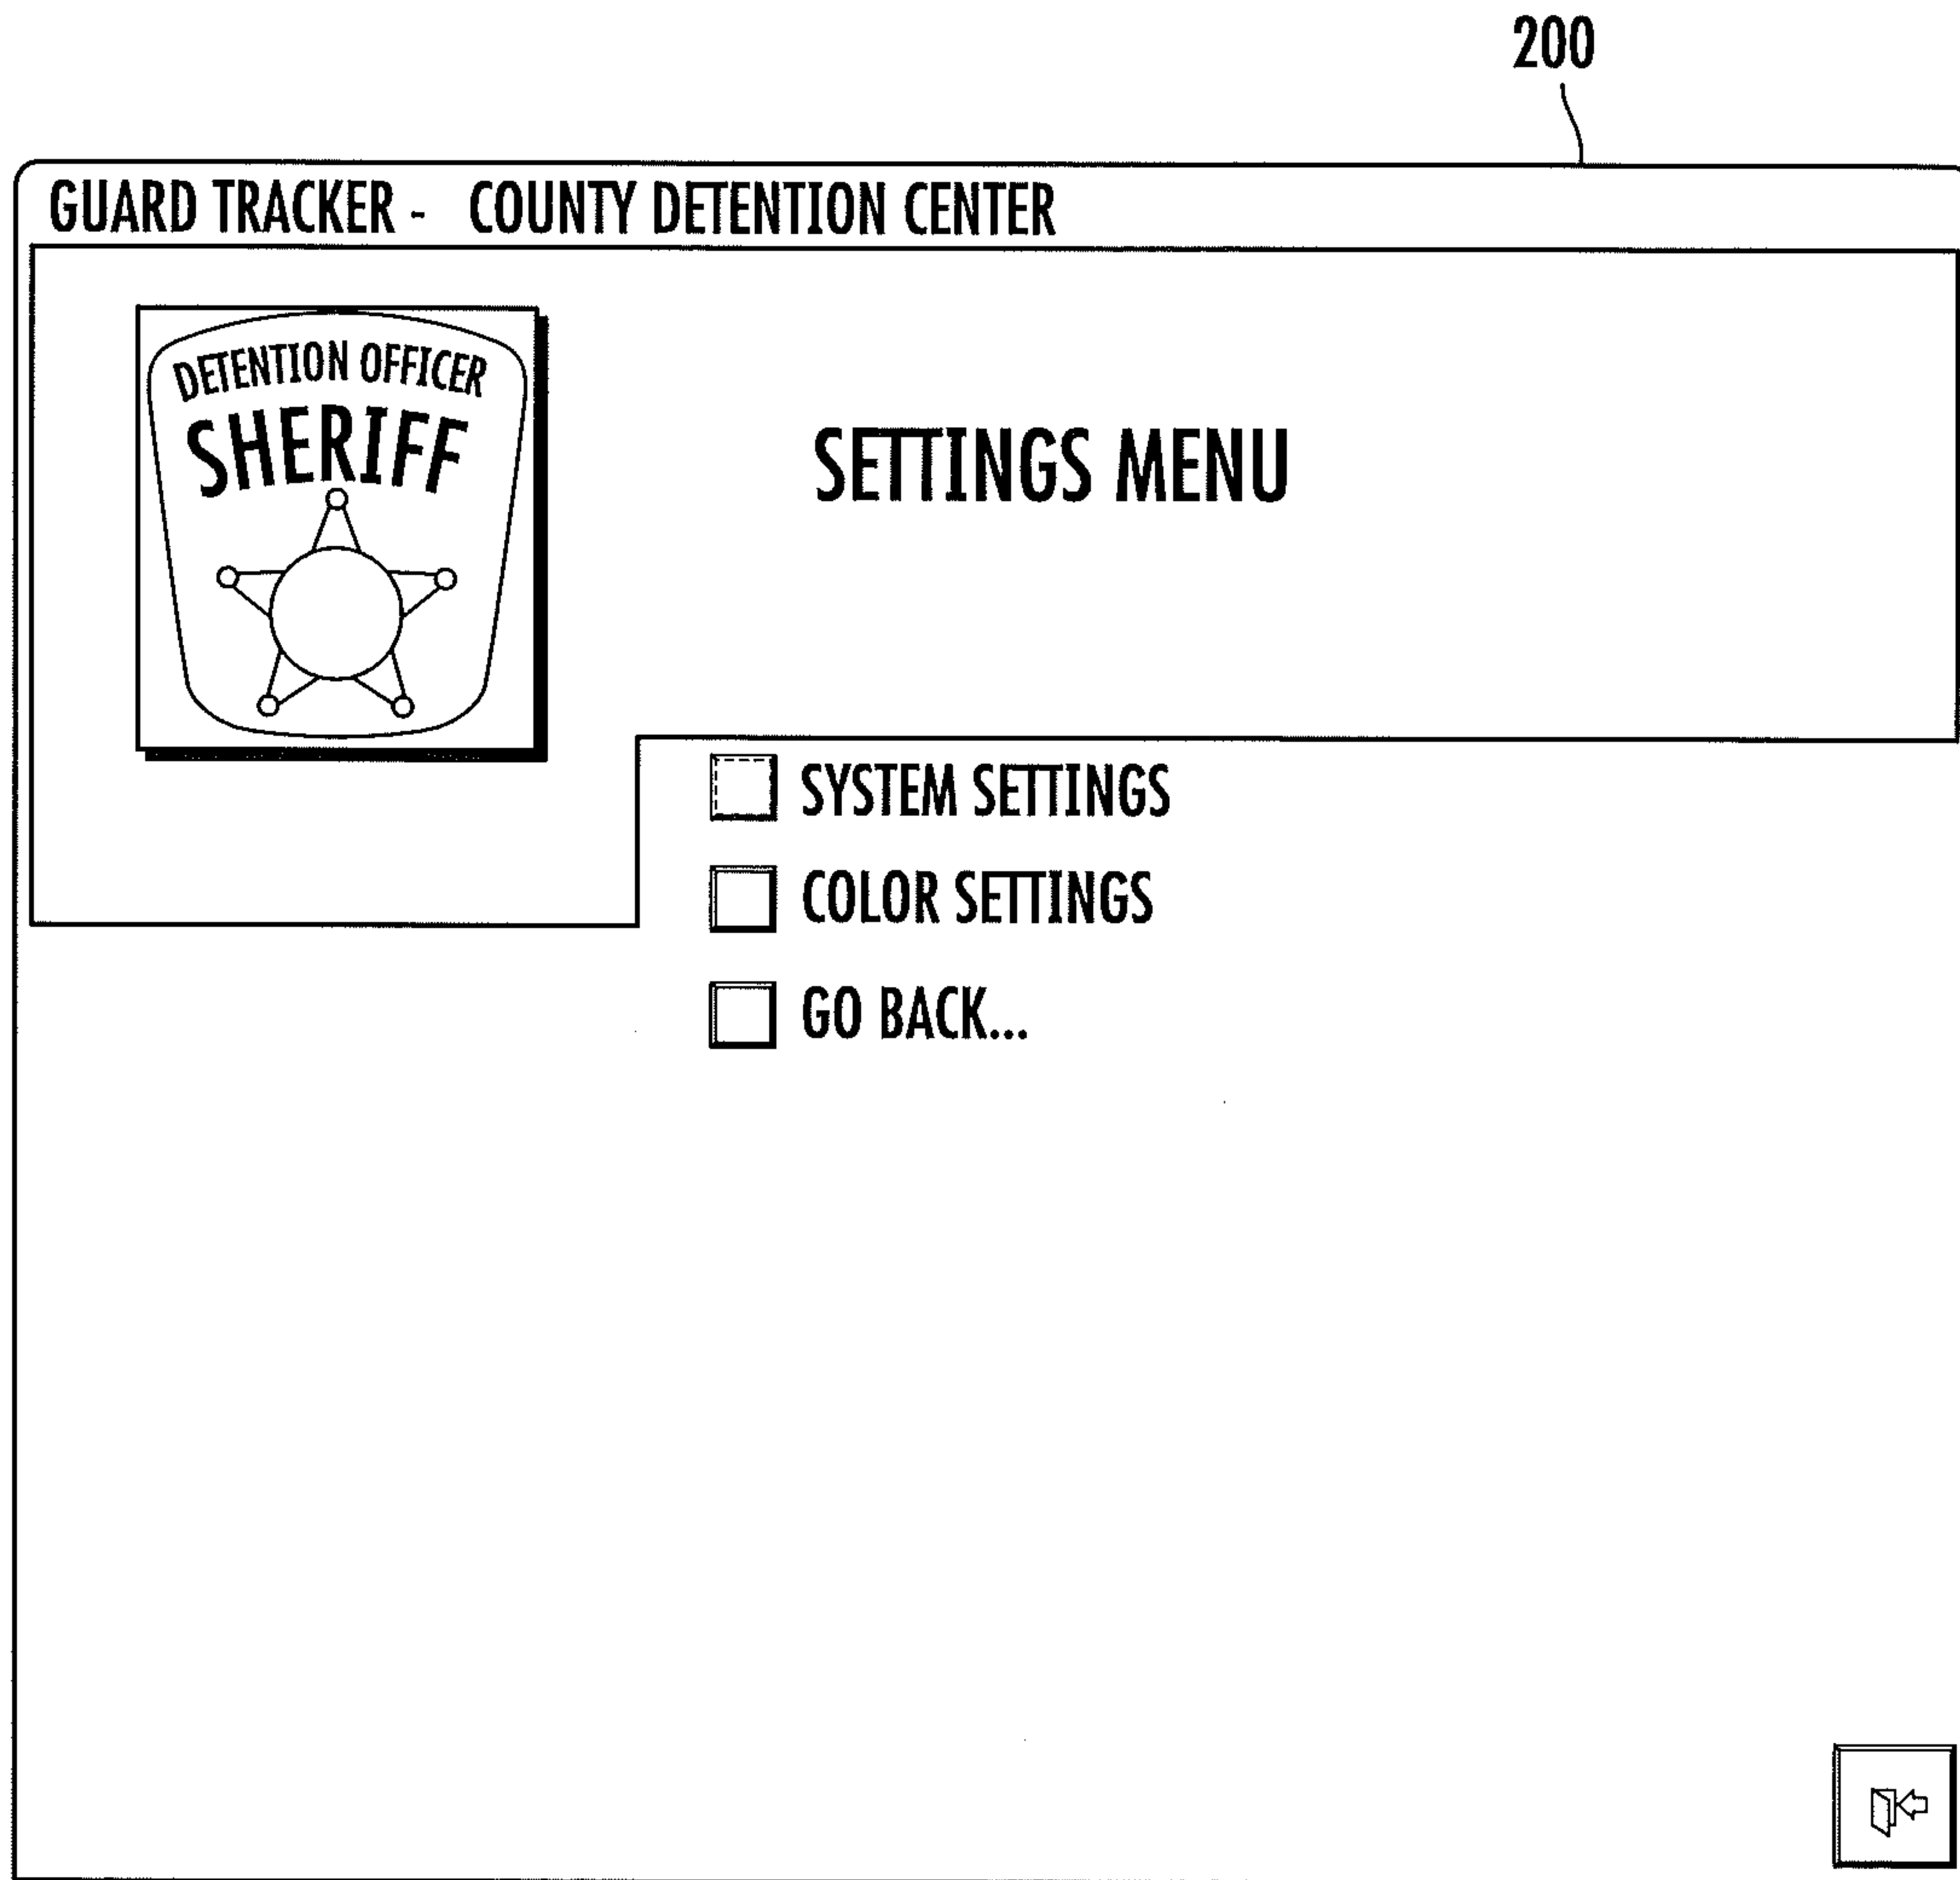 200
GUARD TRACKER - COUNTY DETENTION CENTER
DETENTION OFFICER
SHERIFF
SETTINGS MENU
SYSTEM SETTINGS
COLOR SETTINGS
GO BACK...